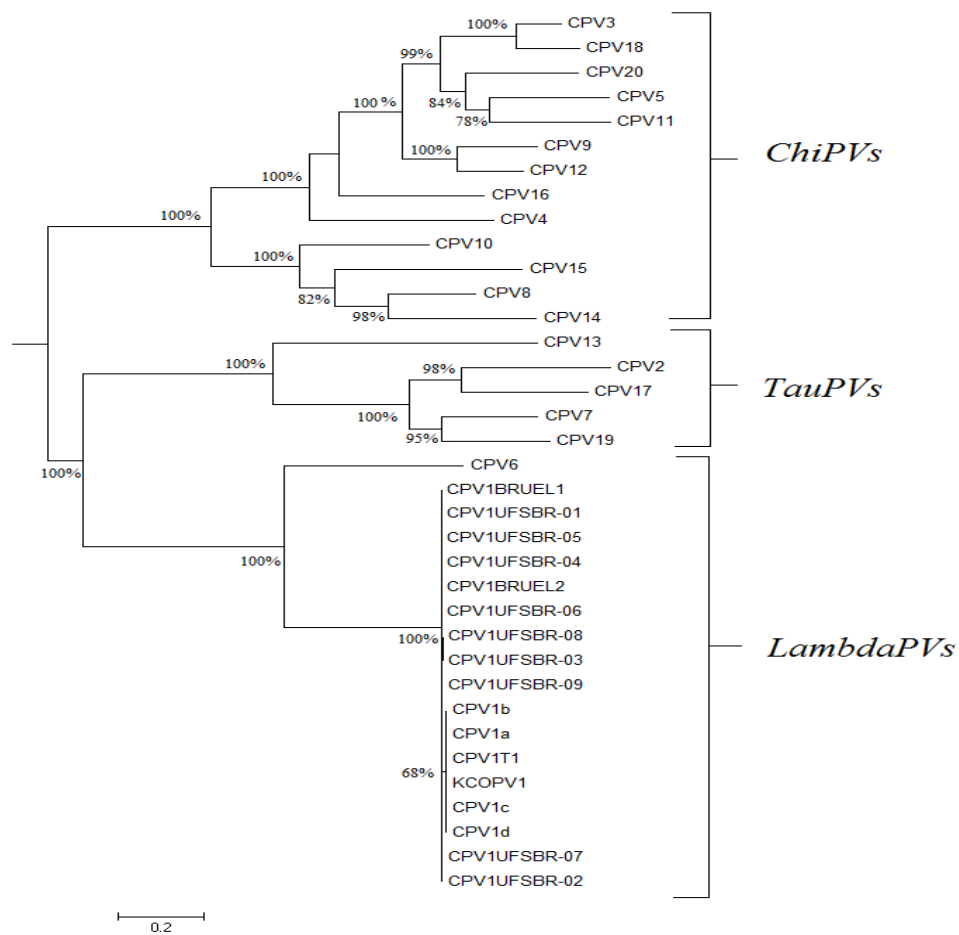 CPV3
100%
CPV18
99%
CPV20
84%
CPV5
100 %
78%
CPV11
100%
CPV9
CPV12
ChiPVs
100%
CPV16
100%
CPV4
CPV10
100%
CPV15
82%
CPV8
98%
CPV14
CPV13
100%
98%
CPV2
CPV17
TauPVs
100%
CPV7
95%
CPV19
100%
CPV6
CPV1BRUEL1
CPV1UFSBR-01
CPV1UFSBR-05
CPV1UFSBR-04
100%
CPV1BRUEL2
CPV1UFSBR-06
CPV1UFSBR-08
100%
LambdaPVs
CPV1UFSBR-03
CPV1UFSBR-09
CPV1b
CPV1a
CPV1T1
68%
KCOPV1
CPV1c
CPV1d
CPV1UFSBR-07
CPV1UFSBR-02
0.2